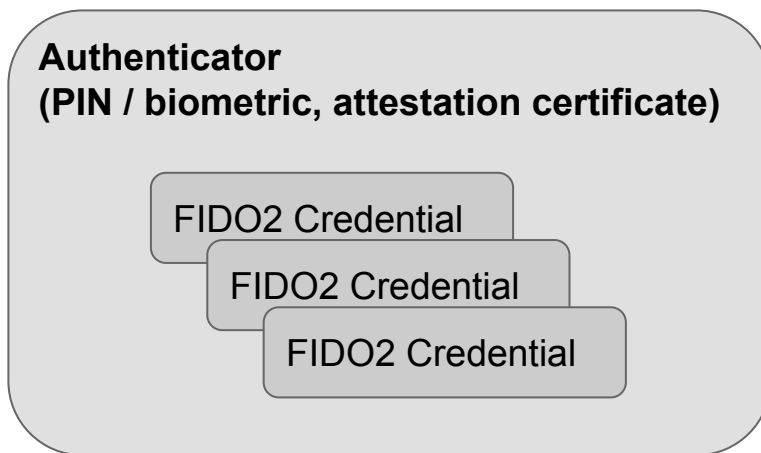 Authenticator
(PIN / biometric, attestation certificate)
FIDO2 Credential
FIDO2 Credential
FIDO2 Credential